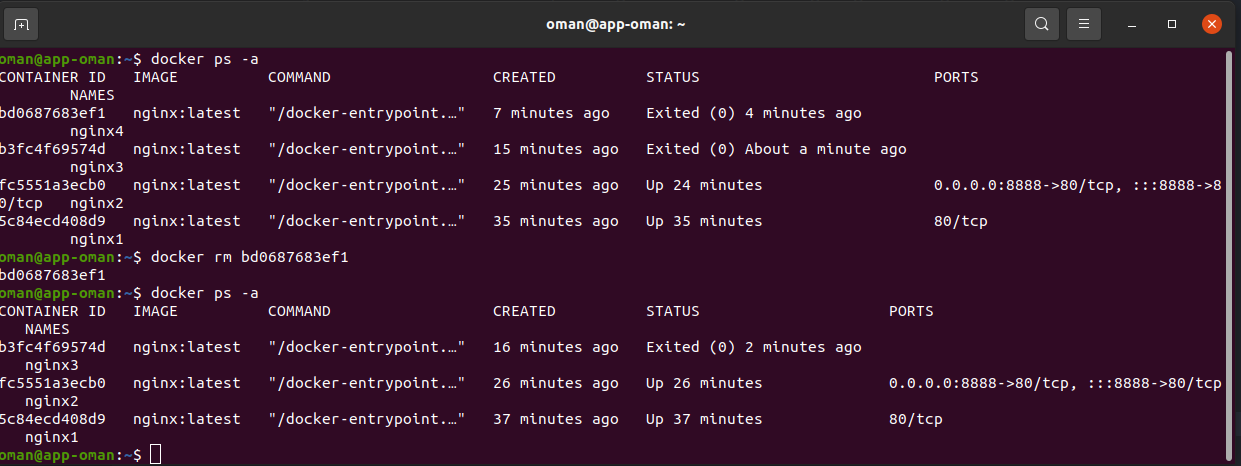 oman@app-oman: ~
oman@app-oman:~$ docker ps -a
CONTAINER ID   IMAGE          COMMAND                  CREATED          STATUS                          PORTS
        NAMES
bd0687683ef1   nginx:latest   "/docker-entrypoint.…"   7 minutes ago    Exited (0) 4 minutes ago
        nginx4
b3fc4f69574d   nginx:latest   "/docker-entrypoint.…"   15 minutes ago   Exited (0) About a minute ago
        nginx3
fc5551a3ecb0   nginx:latest   "/docker-entrypoint.…"   25 minutes ago   Up 24 minutes                   0.0.0.0:8888->80/tcp, :::8888->8
0/tcp   nginx2
5c84ecd408d9   nginx:latest   "/docker-entrypoint.…"   35 minutes ago   Up 35 minutes                   80/tcp
        nginx1
oman@app-oman:~$ docker rm bd0687683ef1
bd0687683ef1
oman@app-oman:~$ docker ps -a
CONTAINER ID   IMAGE          COMMAND                  CREATED          STATUS                     PORTS
   NAMES
b3fc4f69574d   nginx:latest   "/docker-entrypoint.…"   16 minutes ago   Exited (0) 2 minutes ago
   nginx3
fc5551a3ecb0   nginx:latest   "/docker-entrypoint.…"   26 minutes ago   Up 26 minutes              0.0.0.0:8888->80/tcp, :::8888->80/tcp
   nginx2
5c84ecd408d9   nginx:latest   "/docker-entrypoint.…"   37 minutes ago   Up 37 minutes              80/tcp
   nginx1
oman@app-oman:~$